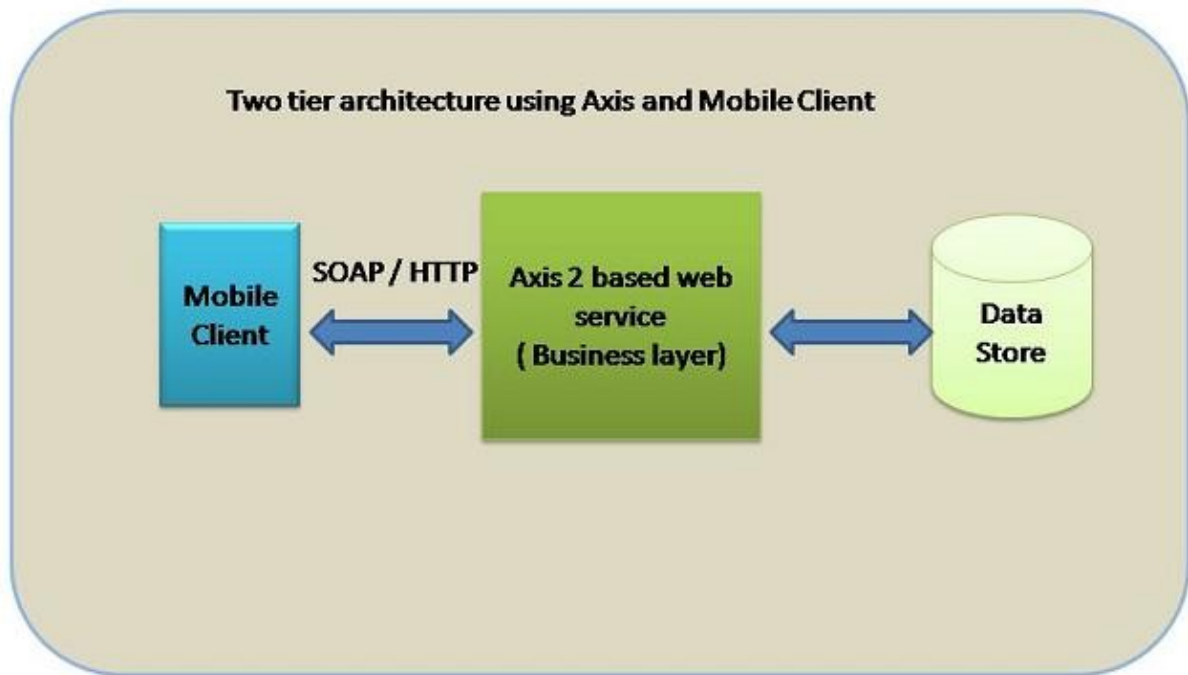 Two tier architecture using Axis and Mobile Client
Mobile
Client
SOAP / HTTP
Axis 2 based web
service
( Business layer)
Data
Store